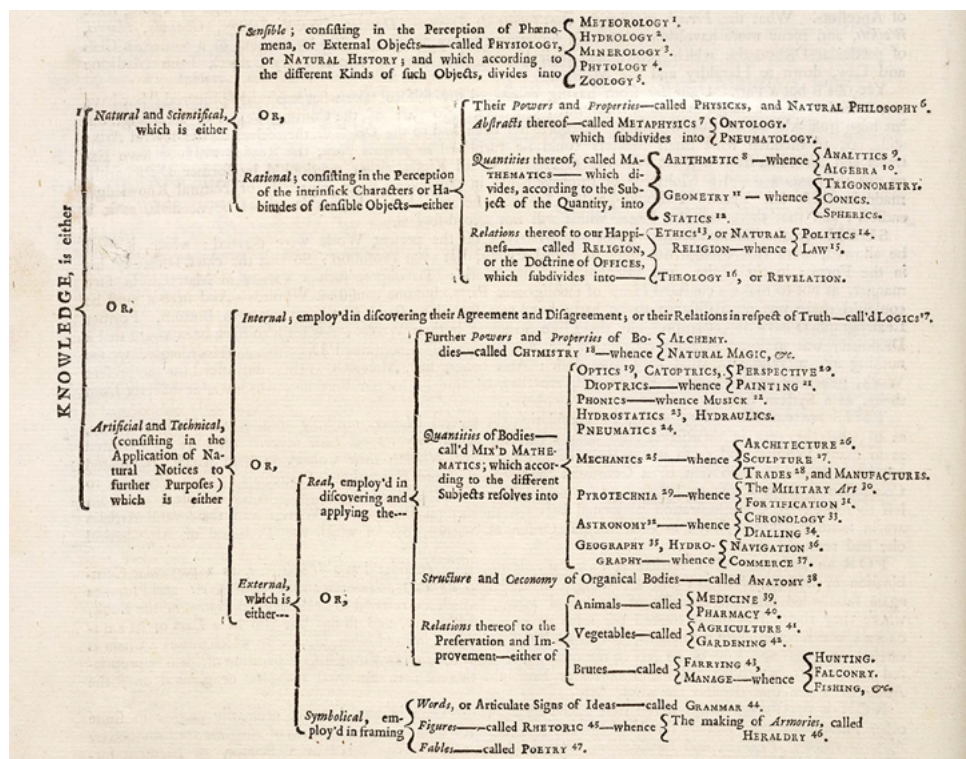 KNOWLEDGE, is either
Natural and Scientifical,
which is either
Senſible; conſiſting in the Perception of Phæno-
mena, or External Objects——called PHYSIOLOGY,
or NATURAL HISTORY; and which according to
the different Kinds of ſuch Objects, divides into
METEOROLOGY 1.
HYDROLOGY 2.
MINEROLOGY 3.
PHYTOLOGY 4.
ZOOLOGY 5.
OR,
Rational; conſiſting in the Perception
of the intrinſick Characters or Ha-
bitudes of ſenſible Objects—either
Their Powers and Properties—called PHYSICKS, and NATURAL PHILOSOPHY 6.
Abſtracts thereof—called METAPHYSICS 7
which ſubdivides into
ONTOLOGY.
PNEUMATOLOGY.
Quantities thereof, called MA-
THEMATICS—— which di-
vides, according to the Sub-
ject of the Quantity, into
ARITHMETIC 8 —whence
ANALYTICS 9.
ALGEBRA 10.
GEOMETRY 11 — whence
TRIGONOMETRY.
CONICS.
SPHERICS.
STATICS 12.
Relations thereof to our Happi-
neſs—— called RELIGION,
or the Doctrine of OFFICES,
which ſubdivides into——
ETHICS 13, or NATURAL
RELIGION—whence
POLITICS 14.
LAW 15.
THEOLOGY 16, or REVELATION.
OR,
Artificial and Technical,
(conſiſting in the
Application of Na-
tural Notices to
further Purpoſes)
which is either
Internal; employ'd in diſcovering their Agreement and Diſagreement; or their Relations in reſpect of Truth—call'd LOGICS 17.
OR,
External,
which is
either---
Real, employ'd in
diſcovering and
applying the---
Further Powers and Properties of Bo-
dies—called CHYMISTRY 18—whence
ALCHEMY.
NATURAL MAGIC, &c.
Quantities of Bodies——
call'd MIX'D MATHE-
MATICS; which accor-
ding to the different
Subjects reſolves into
OPTICS 19, CATOPTRICS,
DIOPTRICS——whence
PERSPECTIVE 20.
PAINTING 21.
PHONICS——whence MUSICK 22.
HYDROSTATICS 23, HYDRAULICS.
PNEUMATICS 24.
MECHANICS 25——whence
ARCHITECTURE 26.
SCULPTURE 27.
TRADES 28, and MANUFACTURES.
PYROTECHNIA 29—whence
The MILITARY Art 30.
FORTIFICATION 31.
ASTRONOMY 32——whence
CHRONOLOGY 33.
DIALLING 34.
GEOGRAPHY 35, HYDRO-
GRAPHY——whence
NAVIGATION 36.
COMMERCE 37.
Structure and Oeconomy of Organical Bodies——called ANATOMY 38.
Relations thereof to the
Preſervation and Im-
provement—either of
Animals——called
MEDICINE 39.
PHARMACY 40.
Vegetables——called
AGRICULTURE 41.
GARDENING 42.
Brutes——called
FARRYING 43,
MANAGE——whence
HUNTING.
FALCONRY.
FISHING, &c.
OR,
Symbolical, em-
ploy'd in framing
Words, or Articulate Signs of Ideas——called GRAMMAR 44.
Figures——called RHETORIC 45—whence
The making of Armories, called
HERALDRY 46.
Fables——called POETRY 47.